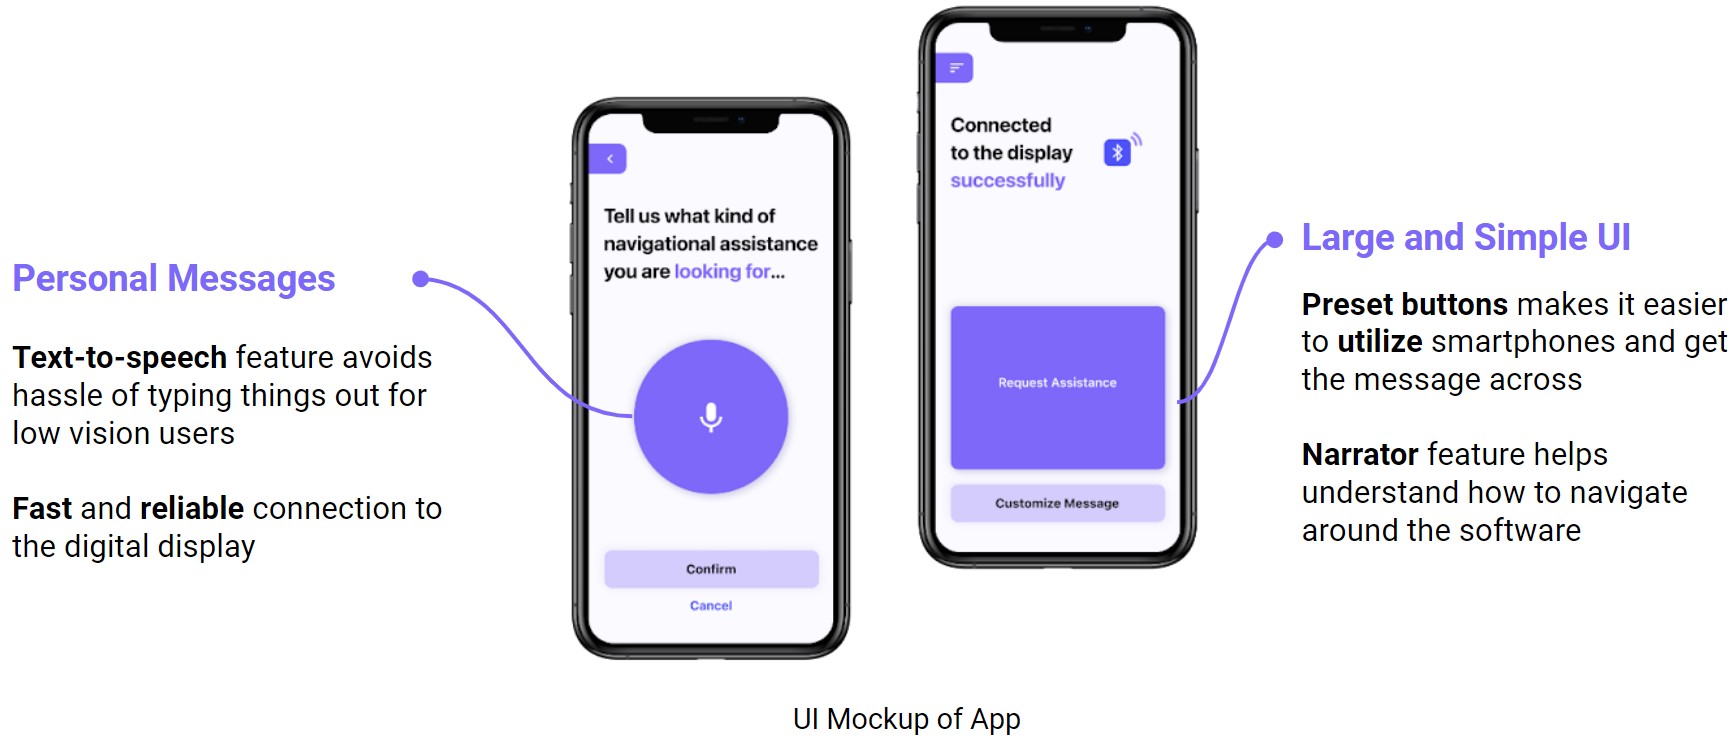 Personal Messages
Text-to-speech feature avoids
hassle of typing things out for
low vision users
Fast and reliable connection to
the digital display
Tell us what kind of
navigational assistance
you are looking for...
Confirm
Cancel
Connected
to the display
successfully
Request Assistance
Customize Message
Large and Simple UI
Preset buttons makes it easier
to utilize smartphones and get
the message across
Narrator feature helps
understand how to navigate
around the software
UI Mockup of App